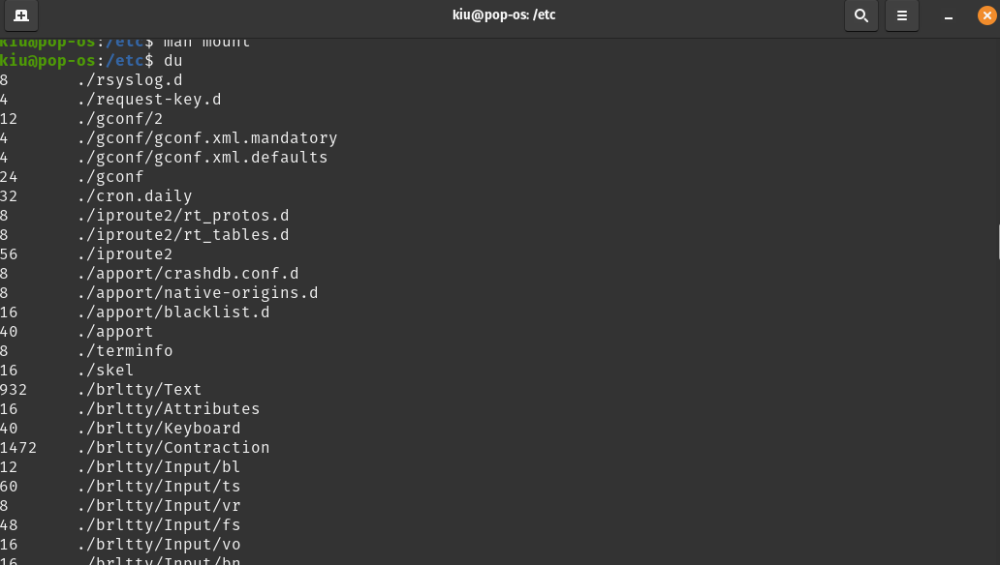 kiu@pop-os: /etc
kiu@pop-os:/etc$ man mount
kiu@pop-os:/etc$ du
8 ./rsyslog.d
4 ./request-key.d
12 ./gconf/2
4 ./gconf/gconf.xml.mandatory
4 ./gconf/gconf.xml.defaults
24 ./gconf
32 ./cron.daily
8 ./iproute2/rt_protos.d
8 ./iproute2/rt_tables.d
56 ./iproute2
8 ./apport/crashdb.conf.d
8 ./apport/native-origins.d
16 ./apport/blacklist.d
40 ./apport
8 ./terminfo
16 ./skel
932 ./brltty/Text
16 ./brltty/Attributes
40 ./brltty/Keyboard
1472 ./brltty/Contraction
12 ./brltty/Input/bl
60 ./brltty/Input/ts
8 ./brltty/Input/vr
48 ./brltty/Input/fs
16 ./brltty/Input/vo
16 ./brltty/Input/bn